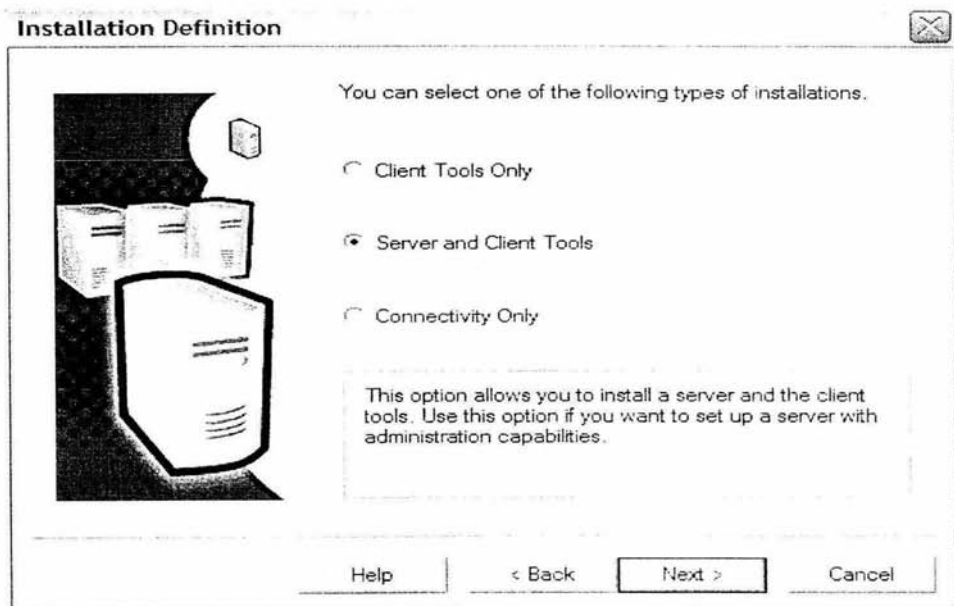 Installation Definition
You can select one of the following types of installations.
Client Tools Only
Server and Client Tools
Connectivity Only
This option allows you to install a server and the client
tools. Use this option if you want to set up a server with
administration capabilities.
Help
< Back
Next >
Cancel